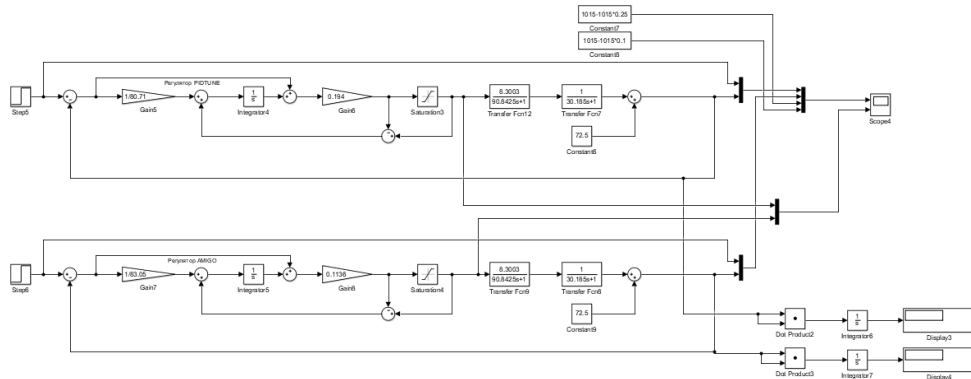 1015-1015*0.25
Constant7
1015-1015*0.1
Constant8
Регулятор PIDTUNE
Step5
1/80.71
Gain5
1
s
Integrator4
0.194
Gain6
Saturation3
8.3003
90.8425s+1
Transfer Fcn12
1
30.185s+1
Transfer Fcn7
72.5
Constant6
Scope4
Регулятор AMIGO
Step6
1/83.05
Gain7
1
s
Integrator5
0.1136
Gain8
Saturation4
8.3003
90.8425s+1
Transfer Fcn9
1
30.185s+1
Transfer Fcn8
72.5
Constant9
Dot Product2
1
s
Integrator6
Display3
Dot Product3
1
s
Integrator7
Display4